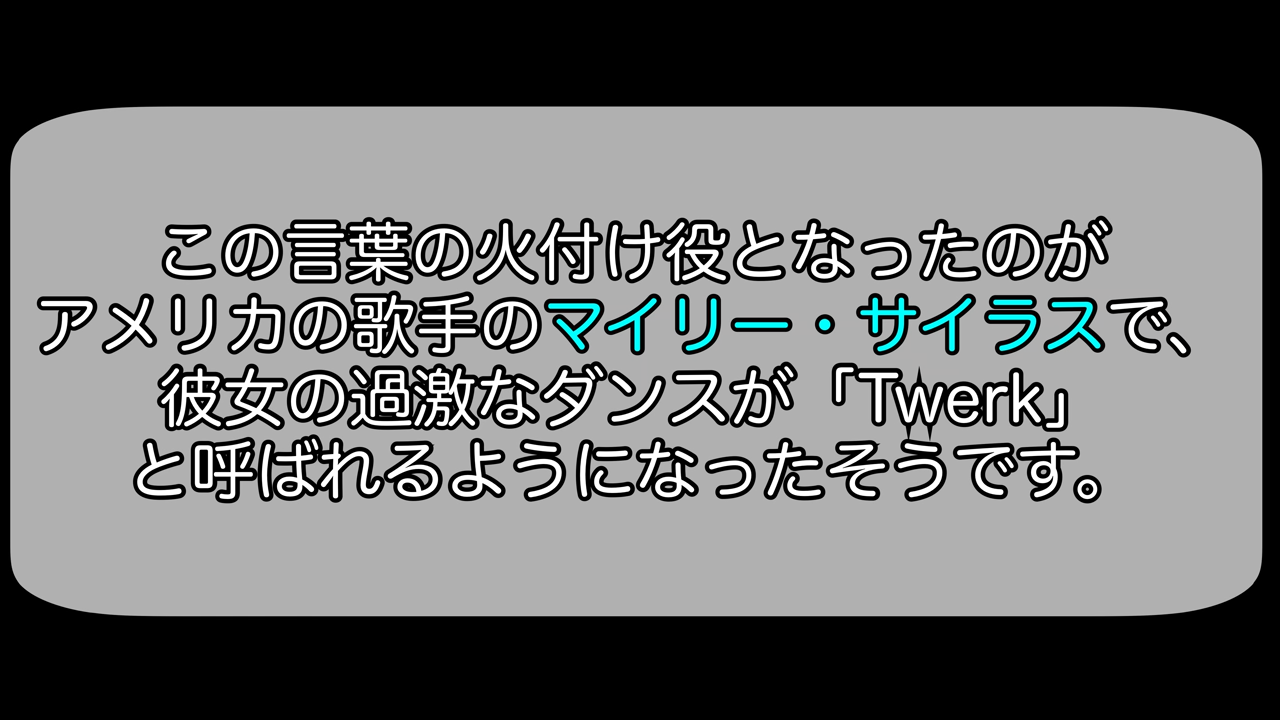 この言葉の火付け役となったのが
アメリカの歌手のマイリー・サイラスで、
彼女の過激なダンスが「Twerk」
と呼ばれるようになったそうです。